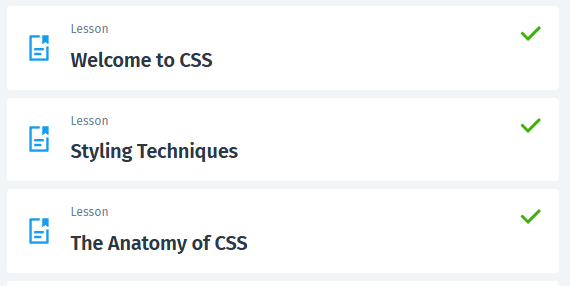 Lesson
Welcome to CSS
Lesson
Styling Techniques
Lesson
The Anatomy of CSS